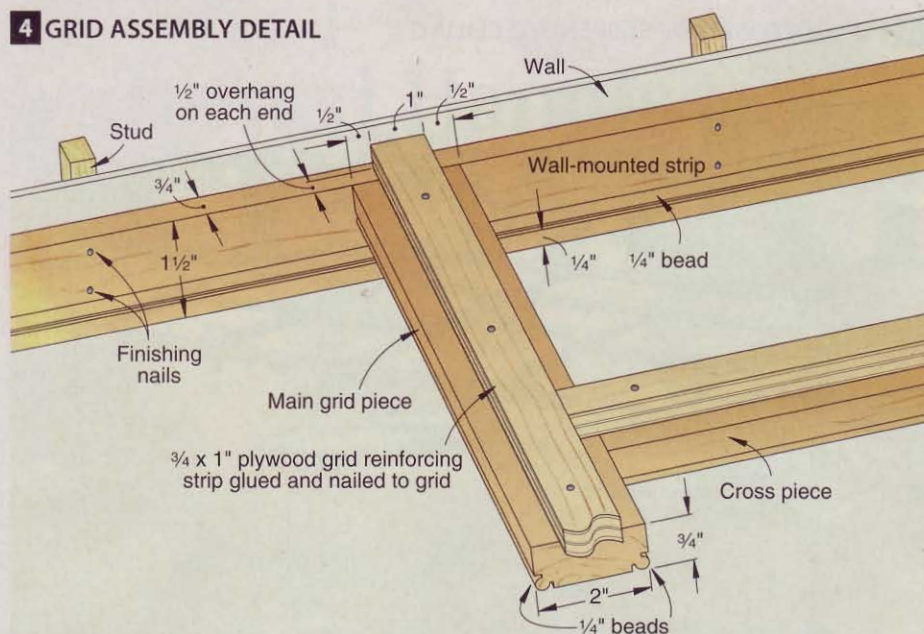 4 GRID ASSEMBLY DETAIL
½" overhang
on each end
½"
1"
½"
Wall
Stud
¾"
Wall-mounted strip
1½"
¼"
¼" bead
Finishing
nails
Main grid piece
¾ x 1" plywood grid reinforcing
strip glued and nailed to grid
Cross piece
¾"
2"
¼" beads